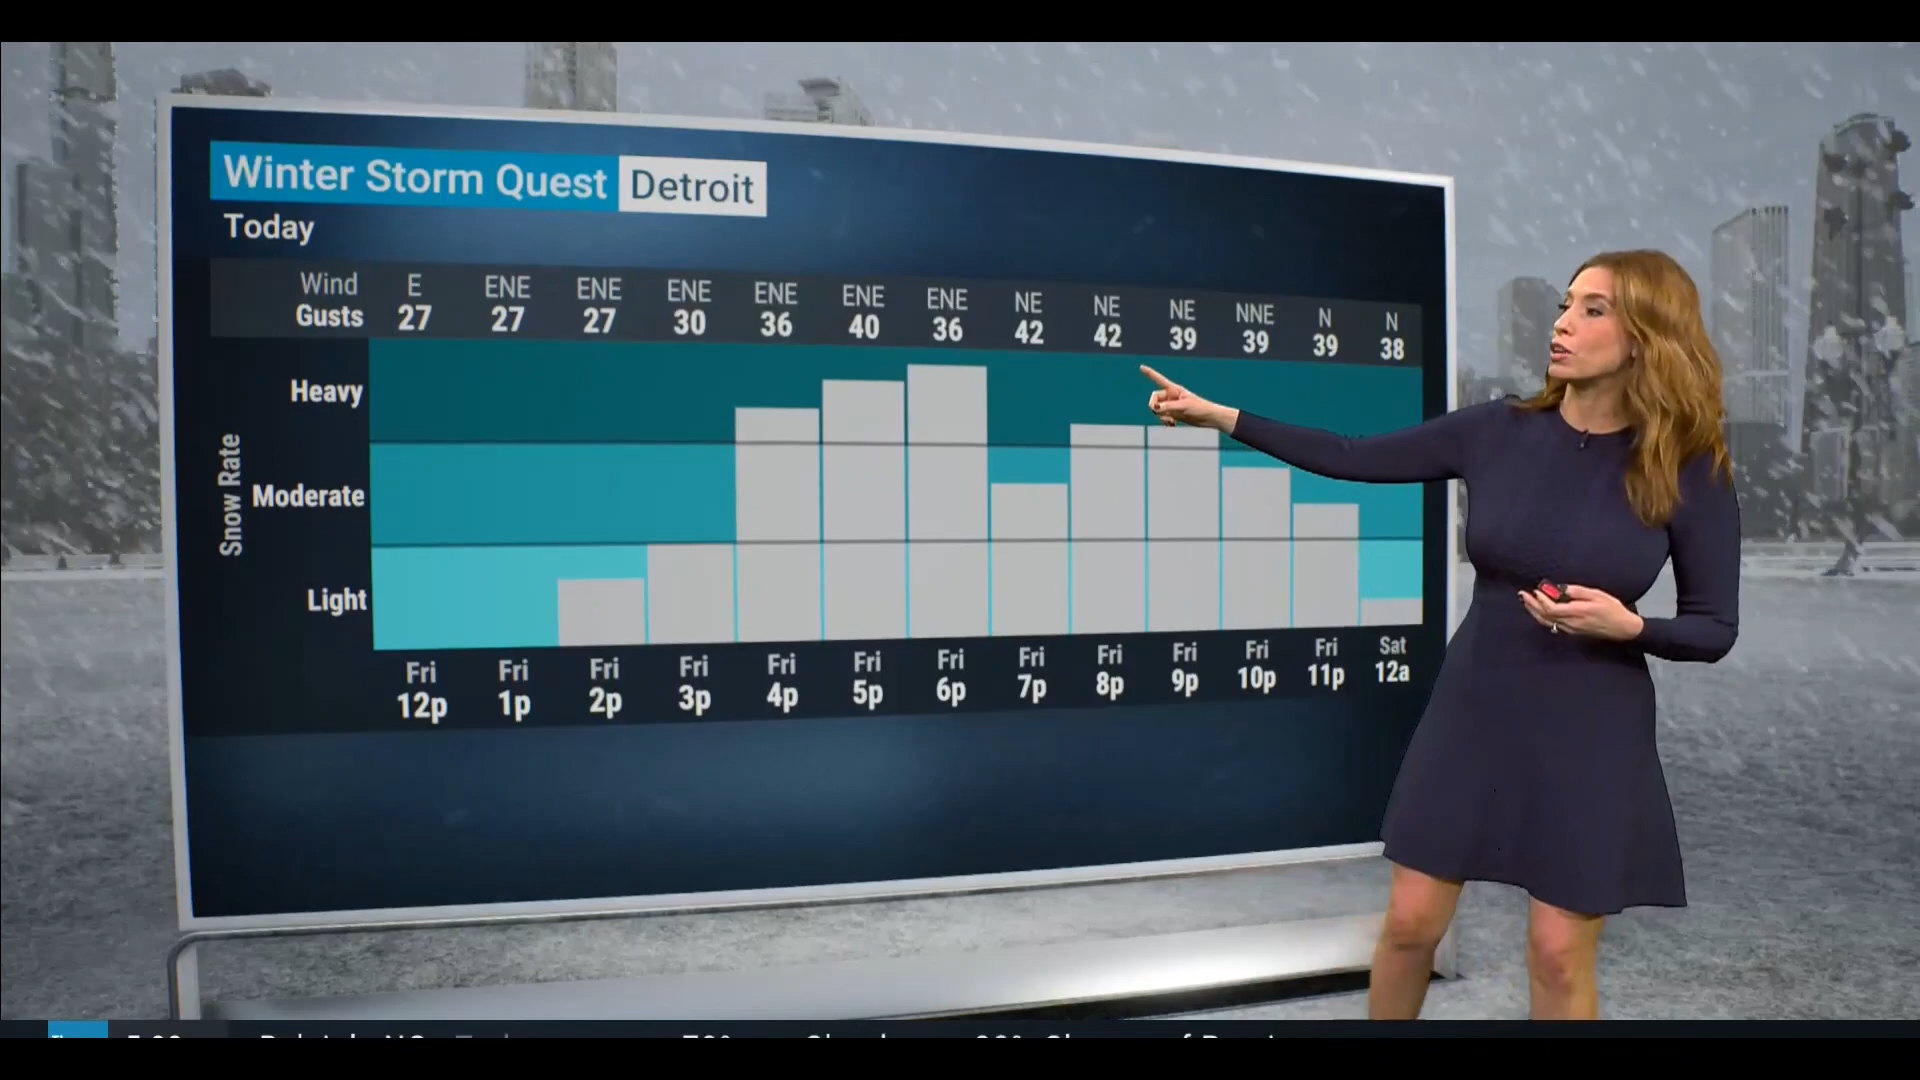 Winter Storm Quest Detroit
Today
Wind E ENE ENE ENE ENE ENE ENE NE NE NE NNE N N
Gusts 27 27 27 30 36 40 36 42 42 39 39 39 38
Heavy
Moderate
Light
Snow Rate
Fri Fri Fri Fri Fri Fri Fri Fri Fri Fri Fri Fri Sat
12p 1p 2p 3p 4p 5p 6p 7p 8p 9p 10p 11p 12a